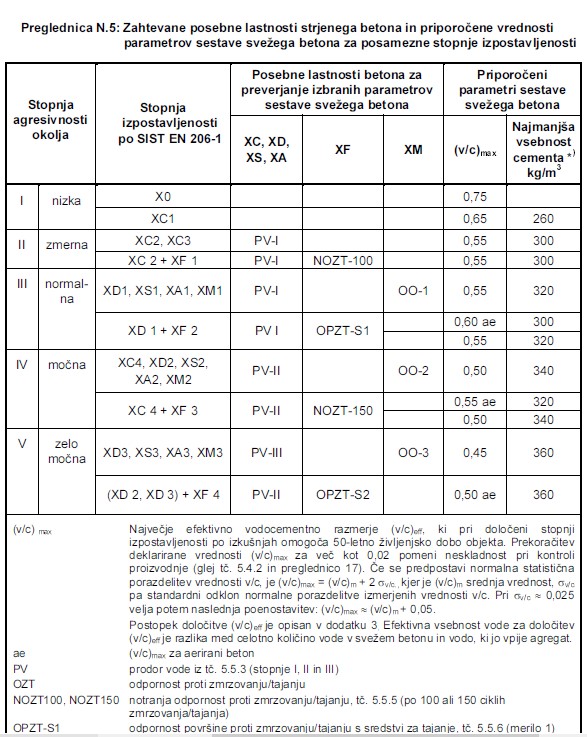 Preglednica N.5: Zahtevane posebne lastnosti strjenega betona in priporočene vrednosti
parametrov sestave svežega betona za posamezne stopnje izpostavljenosti
Stopnja agresivnosti okolja
Stopnja izpostavljenosti po SIST EN 206-1
Posebne lastnosti betona za preverjanje izbranih parametrov sestave svežega betona
Priporočeni parametri sestave svežega betona
XC, XD, XS, XA
XF
XM
(v/c)max
Najmanjša vsebnost cementa *) kg/m3
I nizka X0 0,75
XC1 0,65 260
II zmerna XC2, XC3 PV-I 0,55 300
XC 2 + XF 1 PV-I NOZT-100 0,55 300
III normal-na XD1, XS1, XA1, XM1 PV-I OO-1 0,55 320
XD 1 + XF 2 PV I OPZT-S1 0,60 ae 300
0,55 320
IV močna XC4, XD2, XS2, XA2, XM2 PV-II OO-2 0,50 340
XC 4 + XF 3 PV-II NOZT-150 0,55 ae 320
0,50 340
V zelo močna XD3, XS3, XA3, XM3 PV-III OO-3 0,45 360
(XD 2, XD 3) + XF 4 PV-II OPZT-S2 0,50 ae 360
(v/c) max Največje efektivno vodocementno razmerje (v/c)eff, ki pri določeni stopnji
izpostavljenosti po izkušnjah omogoča 50-letno življenjsko dobo objekta. Prekoračitev
deklarirane vrednosti (v/c)max za več kot 0,02 pomeni neskladnost pri kontroli
proizvodnje (glej tč. 5.4.2 in preglednico 17). Če se predpostavi normalna statistična
porazdelitev vrednosti v/c, je (v/c)max = (v/c)m + 2 σv/c, kjer je (v/c)m srednja vrednost, σv/c
pa standardni odklon normalne porazdelitve izmerjenih vrednosti v/c. Pri σv/c ≈ 0,025
velja potem naslednja poenostavitev: (v/c)max ≈ (v/c)m + 0,05.
Postopek določitve (v/c)eff je opisan v dodatku 3. Efektivna vsebnost vode za določitev
(v/c)eff je razlika med celotno količino vode v svežem betonu in vodo, ki jo vpije agregat.
ae (v/c)max za aerirani beton
PV prodor vode iz tč. 5.5.3 (stopnje I, II in III)
OZT odpornost proti zmrzovanju/tajanju
NOZT100, NOZT150 notranja odpornost proti zmrzovanju/tajanju, tč. 5.5.5 (po 100 ali 150 ciklih
zmrzovanja/tajanja)
OPZT-S1 odpornost površine proti zmrzovanju/tajanju s sredstvi za tajanje, tč. 5.5.6 (merilo 1)